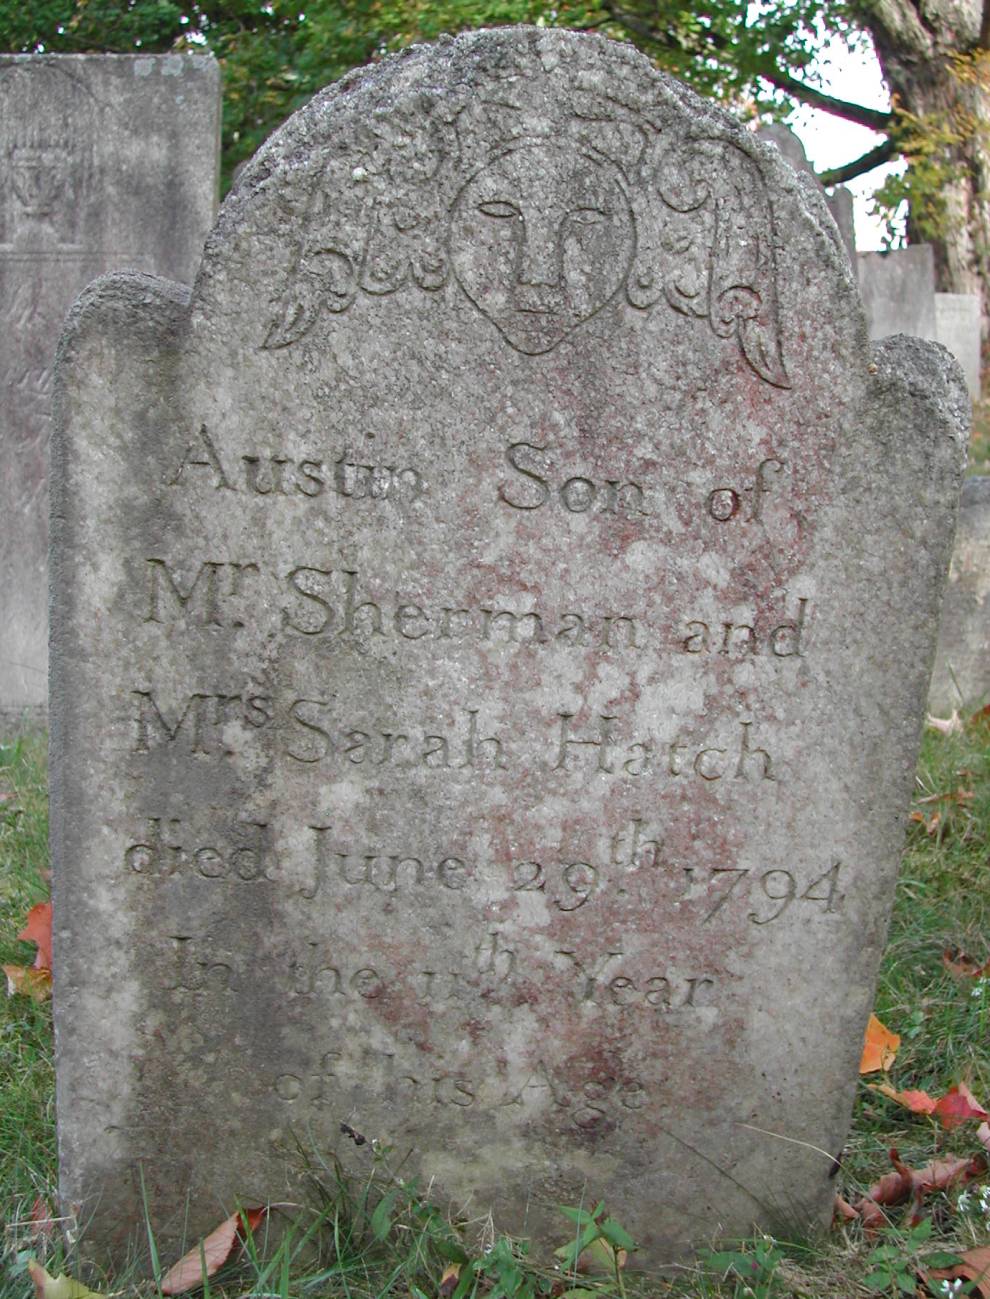 Austin Son of
Mr. Sherman and
Mrs Sarah Hatch
died June 29th. 1794
In the 11th Year
of his Age